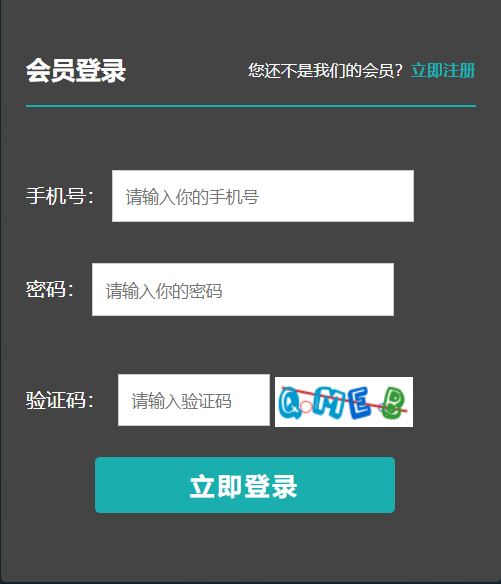 会员登录 您还不是我们的会员？立即注册
手机号： 请输入你的手机号
密码： 请输入你的密码
验证码： 请输入验证码 QMEB
立即登录